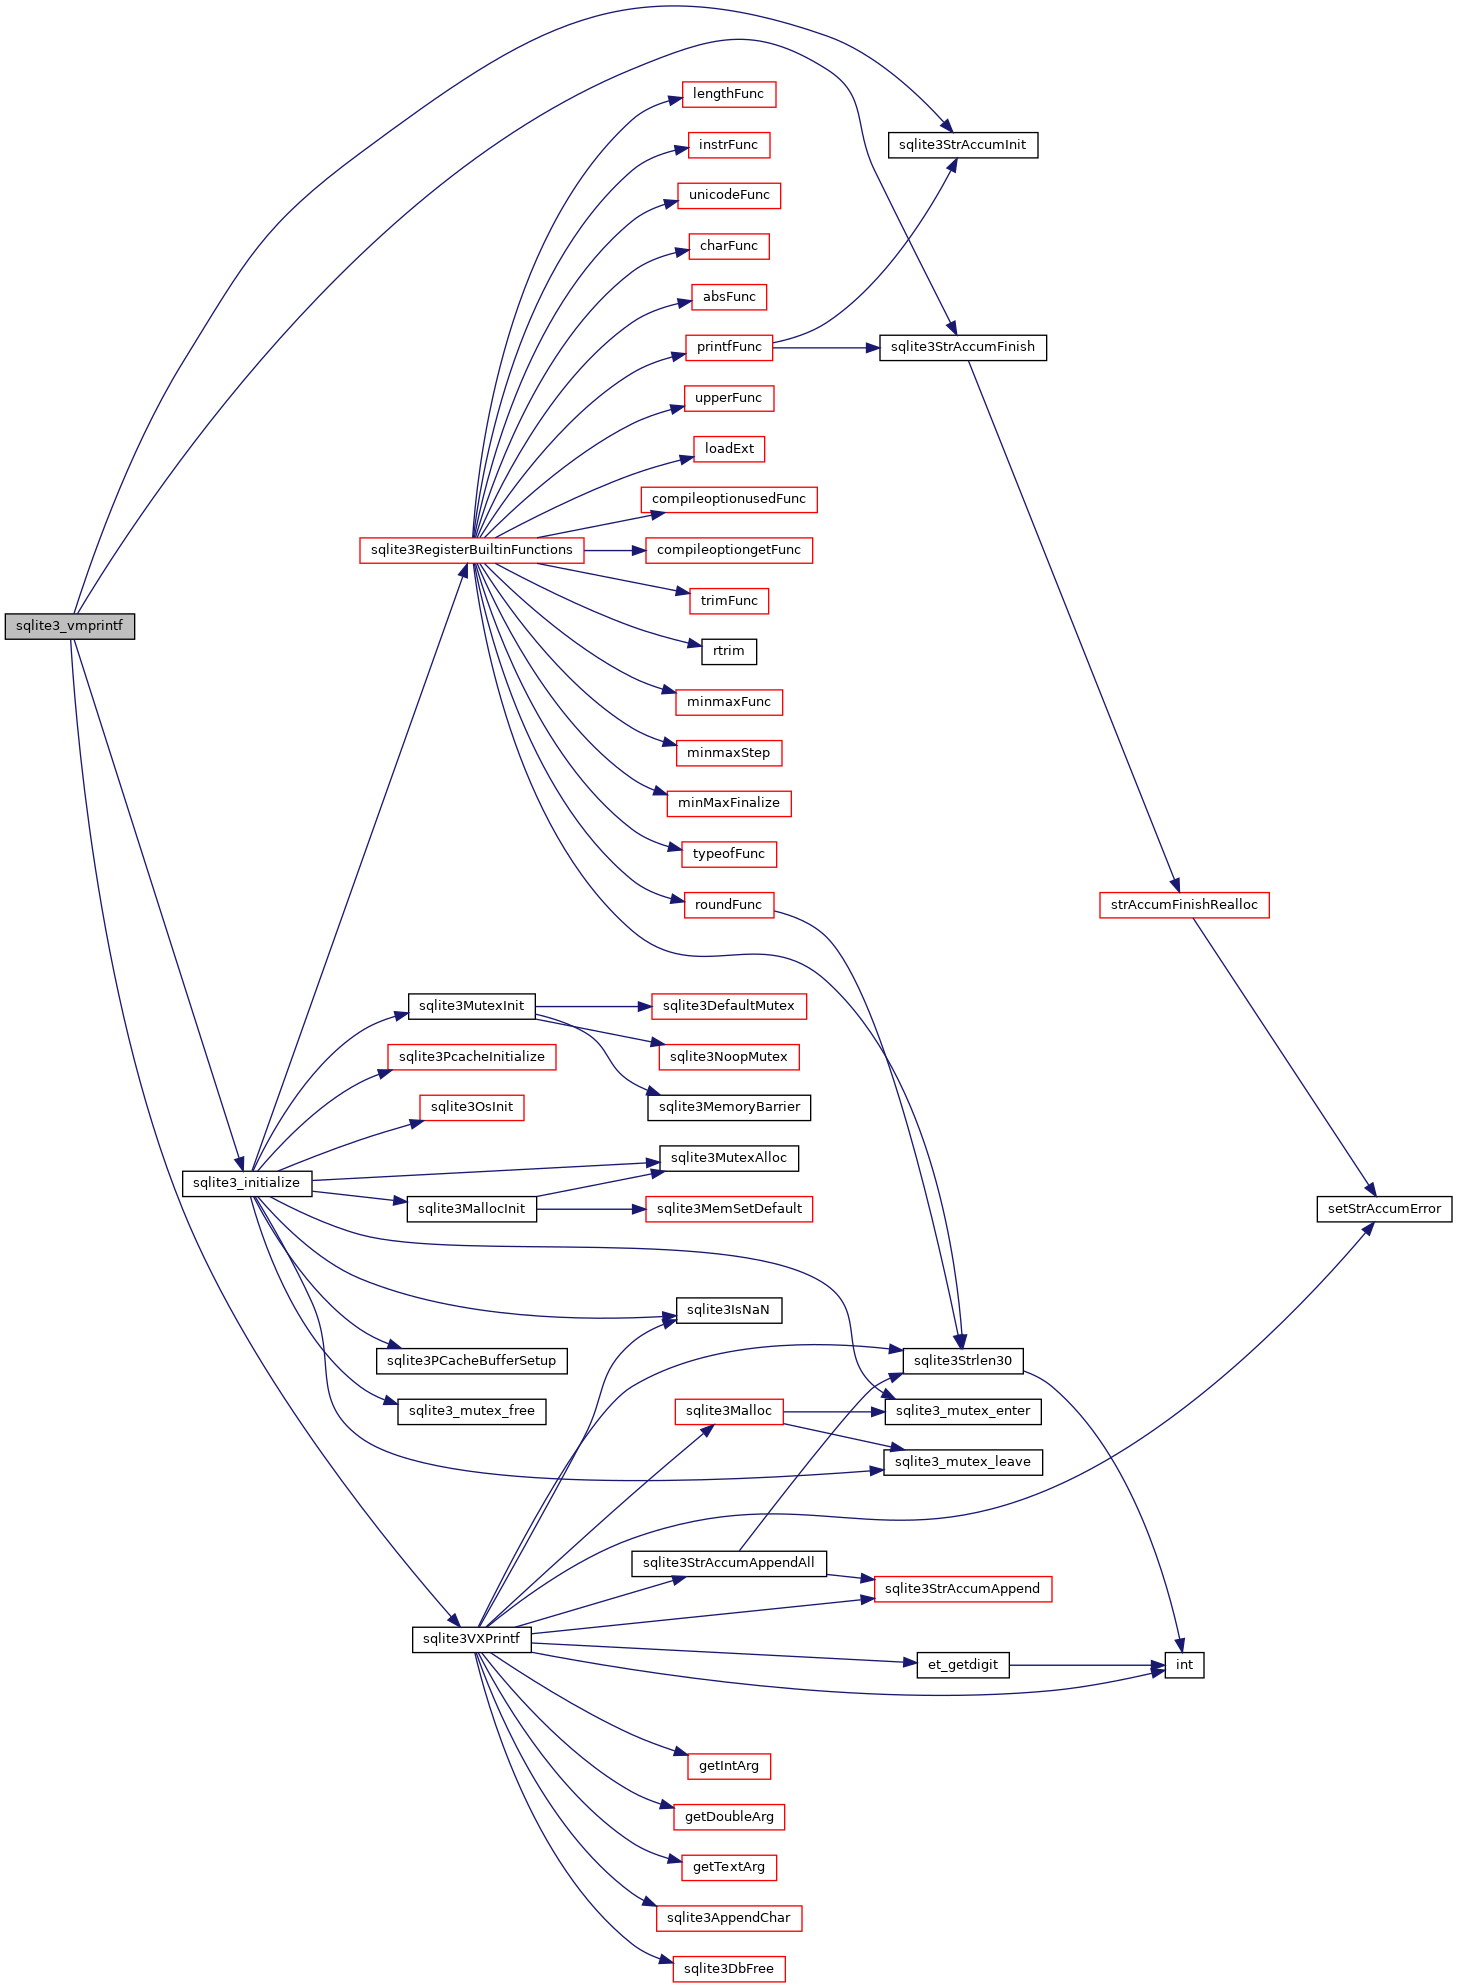 lengthFunc
instrFunc
sqlite3StrAccumInit
unicodeFunc
charFunc
absFunc
printfFunc
sqlite3StrAccumFinish
upperFunc
loadExt
compileoptionusedFunc
sqlite3RegisterBuiltinFunctions
compileoptiongetFunc
trimFunc
sqlite3_vmprintf
rtrim
minmaxFunc
minmaxStep
minMaxFinalize
typeofFunc
roundFunc
strAccumFinishRealloc
sqlite3MutexInit
sqlite3DefaultMutex
sqlite3PcacheInitialize
sqlite3NoopMutex
sqlite3OsInit
sqlite3MemoryBarrier
sqlite3MutexAlloc
sqlite3_initialize
sqlite3MallocInit
sqlite3MemSetDefault
setStrAccumError
sqlite3IsNaN
sqlite3PCacheBufferSetup
sqlite3Strlen30
sqlite3_mutex_free
sqlite3Malloc
sqlite3_mutex_enter
sqlite3_mutex_leave
sqlite3StrAccumAppendAll
sqlite3StrAccumAppend
sqlite3VXPrintf
et_getdigit
int
getIntArg
getDoubleArg
getTextArg
sqlite3AppendChar
sqlite3DbFree